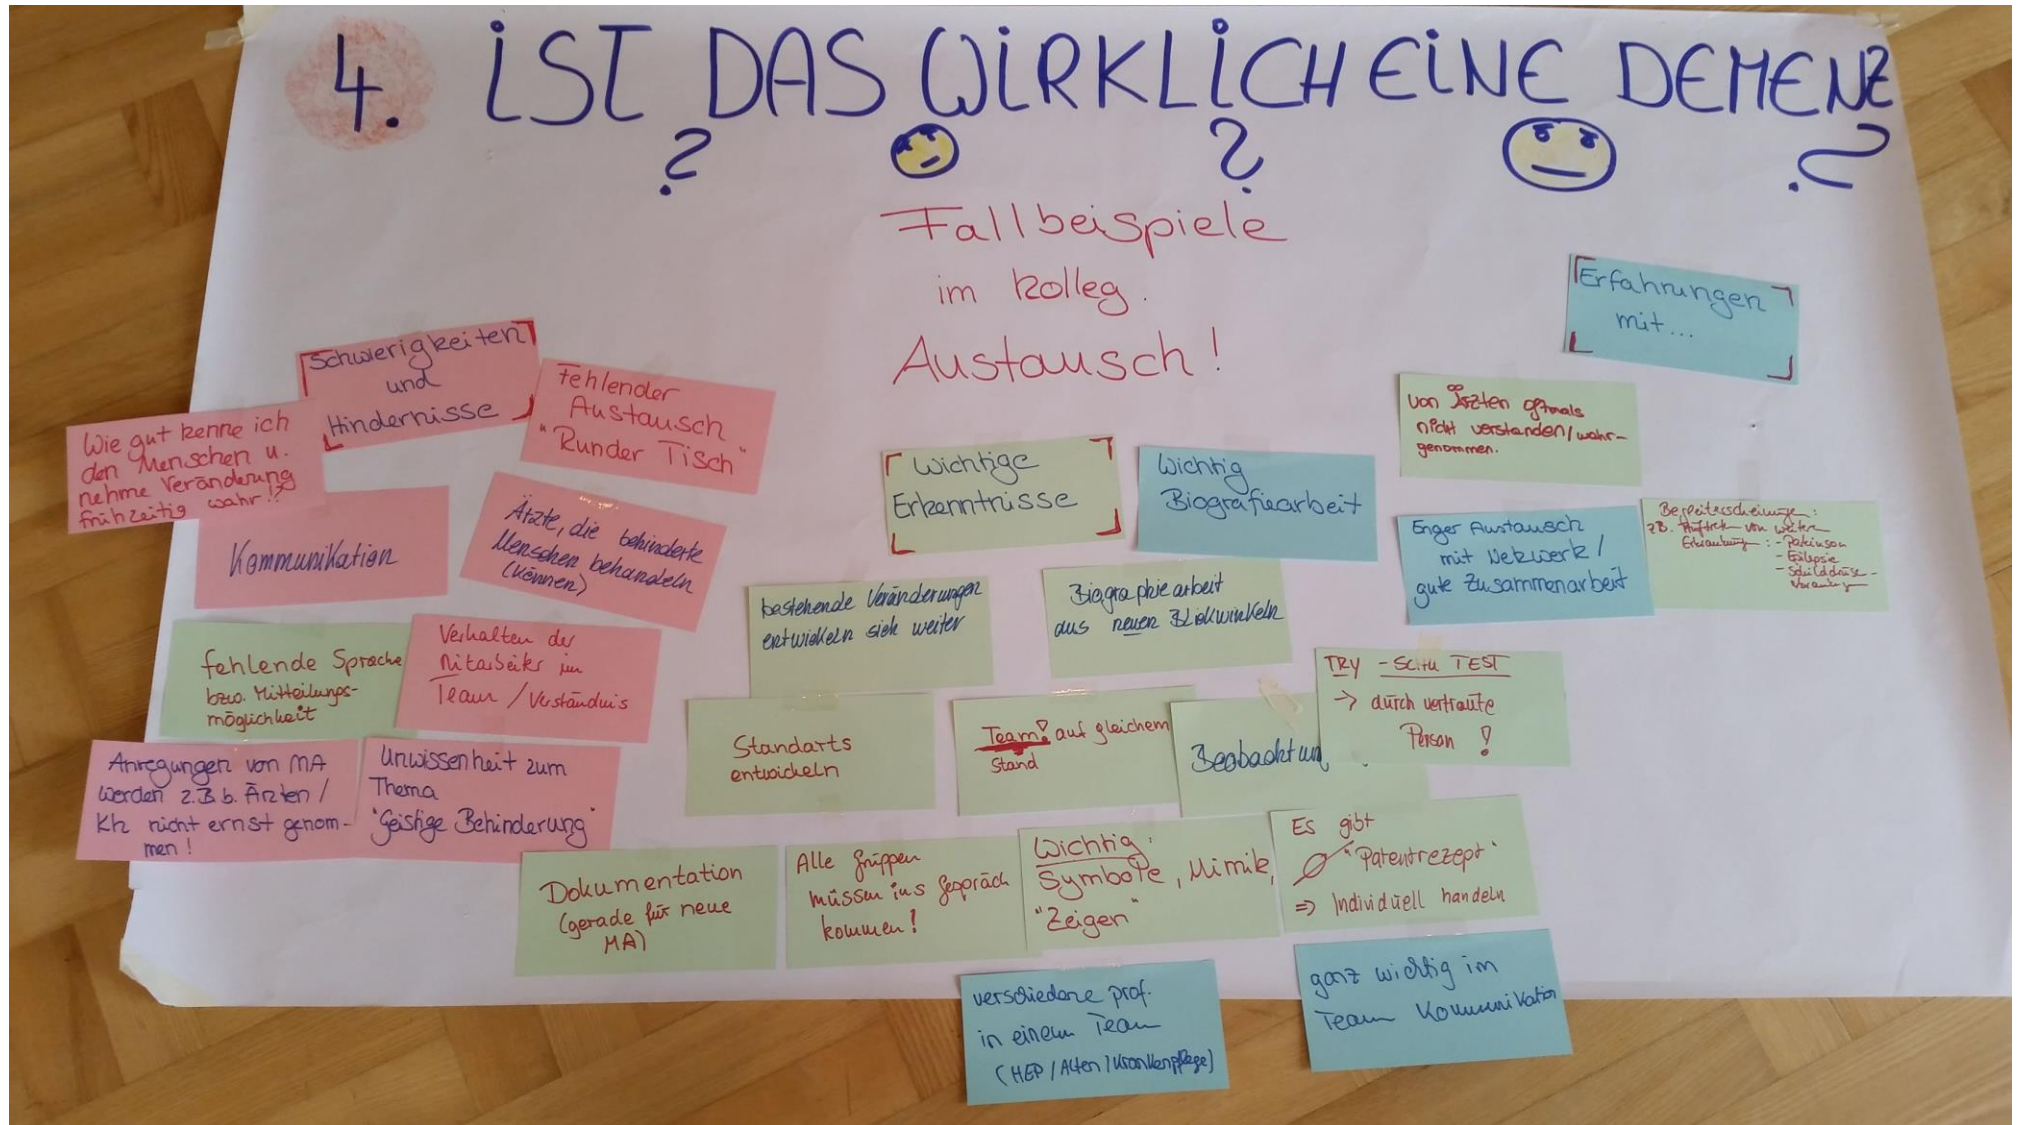 4. iST DAS WiRKLiCH EiNE DEMENZ
? ? ?
Fallbeispiele
im kolleg.
Austausch!
Schwierigkeiten
und
Hindernisse
Wie gut kenne ich
den Menschen u.
nehme Veränderung
frühzeitig wahr!?
fehlender
Austausch
"Runder Tisch"
Kommunikation
Ärzte, die behinderte
Menschen behandeln
(können)
fehlende Sprache
bzw. Mitteilungs-
möglichkeit
Verhalten der
Mitarbeiter im
Team / Verständnis
Anregungen von MA
werden z.B b. Ärzten /
Kh nicht ernst genom-
men!
Unwissenheit zum
Thema
"Geistige Behinderung"
Wichtige
Erkenntnisse
Wichtig
Biografiearbeit
bestehende Veränderungen
entwickeln sich weiter
Biographiearbeit
aus neuen Blickwinkeln
Standarts
entwickeln
Team! auf gleichem
Stand
Beobachtung
TRY - TEST
→ durch vertraute
Person !
Dokumentation
(gerade für neue
MA)
Alle Gruppen
müssen ins Gespräch
kommen!
Wichtig:
Symbole, Mimik,
"Zeigen"
Es gibt
"Patentrezept"
⇒ Individuell handeln
verschiedene prof.
in einem Team
(HEP / Alten / Krankenpflege)
ganz wichtig im
Team Kommunikation
Erfahrungen
mit...
von Ärzten oftmals
nicht verstanden / wahr-
genommen.
Enger Austausch
mit Netzwerk /
gute Zusammenarbeit
Begleiterscheinungen:
z.B. Auftreten von weiteren
Erkrankung: - Parkinson
- Epilepsie
- Schilddrüse-